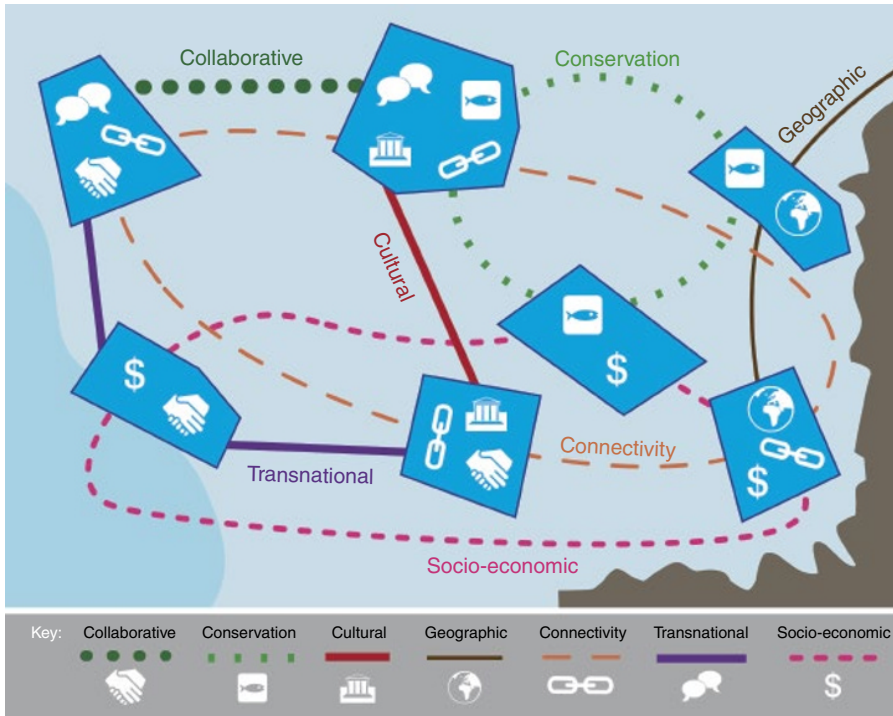 Collaborative
Conservation
Geographic
Cultural
$
$
Connectivity
$
Transnational
Socio-economic
Key: Collaborative Conservation Cultural Geographic Connectivity Transnational Socio-economic
$